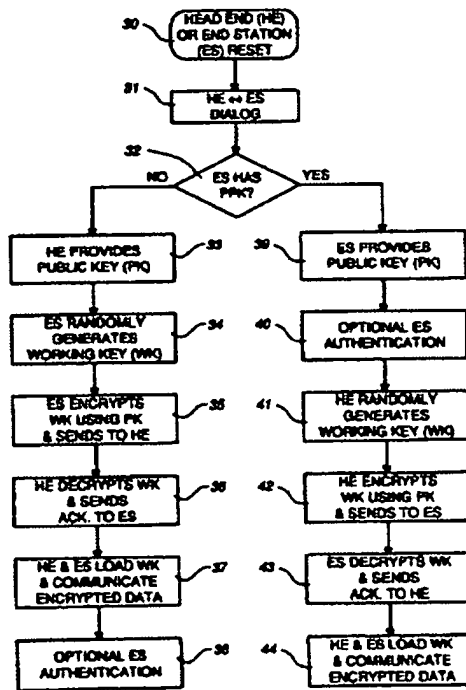 30
HEAD END (HE)
OR END STATION
(ES) RESET
31
HE ↔ ES
DIALOG
32
ES HAS
PPK?
NO
YES
HE PROVIDES
PUBLIC KEY (PK)
33
ES RANDOMLY
GENERATES
WORKING KEY (WK)
34
ES ENCRYPTS
WK USING PK
& SENDS TO HE
35
HE DECRYPTS WK
& SENDS
ACK. TO ES
36
HE & ES LOAD WK
& COMMUNICATE
ENCRYPTED DATA
37
OPTIONAL ES
AUTHENTICATION
38
39
ES PROVIDES
PUBLIC KEY (PK)
40
OPTIONAL ES
AUTHENTICATION
41
HE RANDOMLY
GENERATES
WORKING KEY (WK)
42
HE ENCRYPTS
WK USING PK
& SENDS TO ES
43
ES DECRYPTS WK
& SENDS
ACK. TO HE
44
HE & ES LOAD WK
& COMMUNICATE
ENCRYPTED DATA